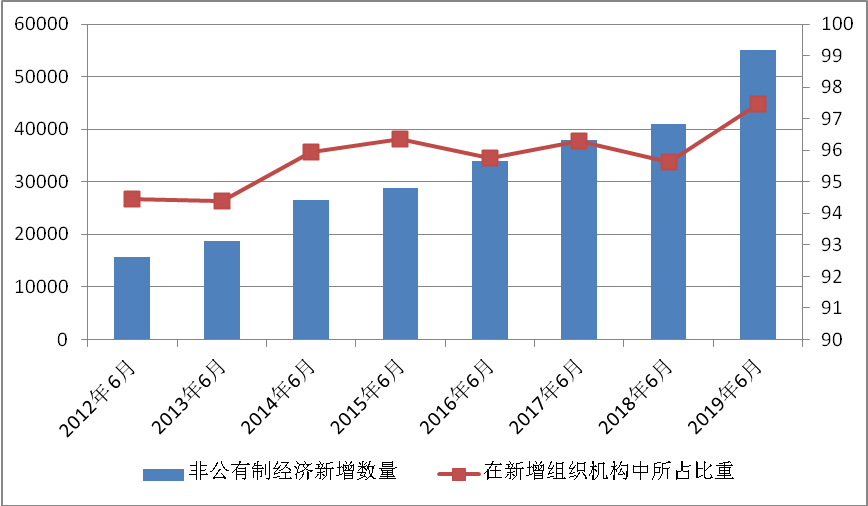 60000
50000
40000
30000
20000
10000
0
100
99
98
97
96
95
94
93
92
91
90
2012年6月
2013年6月
2014年6月
2015年6月
2016年6月
2017年6月
2018年6月
2019年6月
非公有制经济新增数量
在新增组织机构中所占比重